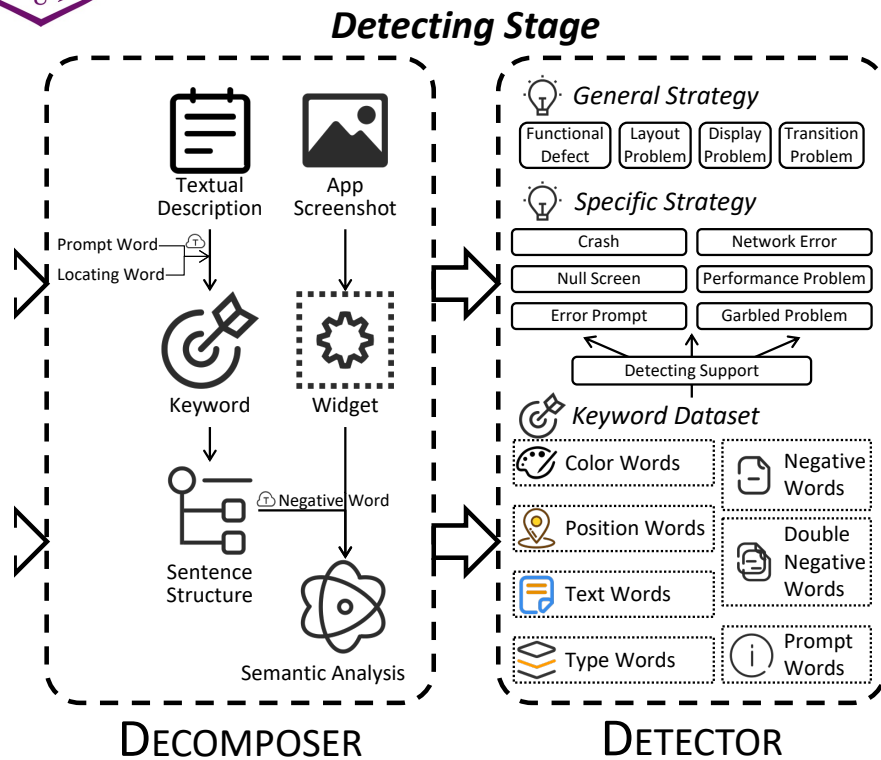 Detecting Stage
Textual
Description
App
Screenshot
Prompt Word
T
Locating Word
Keyword
Widget
T
Negative Word
Sentence
Structure
Semantic Analysis
DECOMPOSER
General Strategy
Functional
Defect
Layout
Problem
Display
Problem
Transition
Problem
Specific Strategy
Crash
Network Error
Null Screen
Performance Problem
Error Prompt
Garbled Problem
Detecting Support
Keyword Dataset
Color Words
Position Words
Text Words
Type Words
Negative
Words
Double
Negative
Words
i
Prompt
Words
DETECTOR